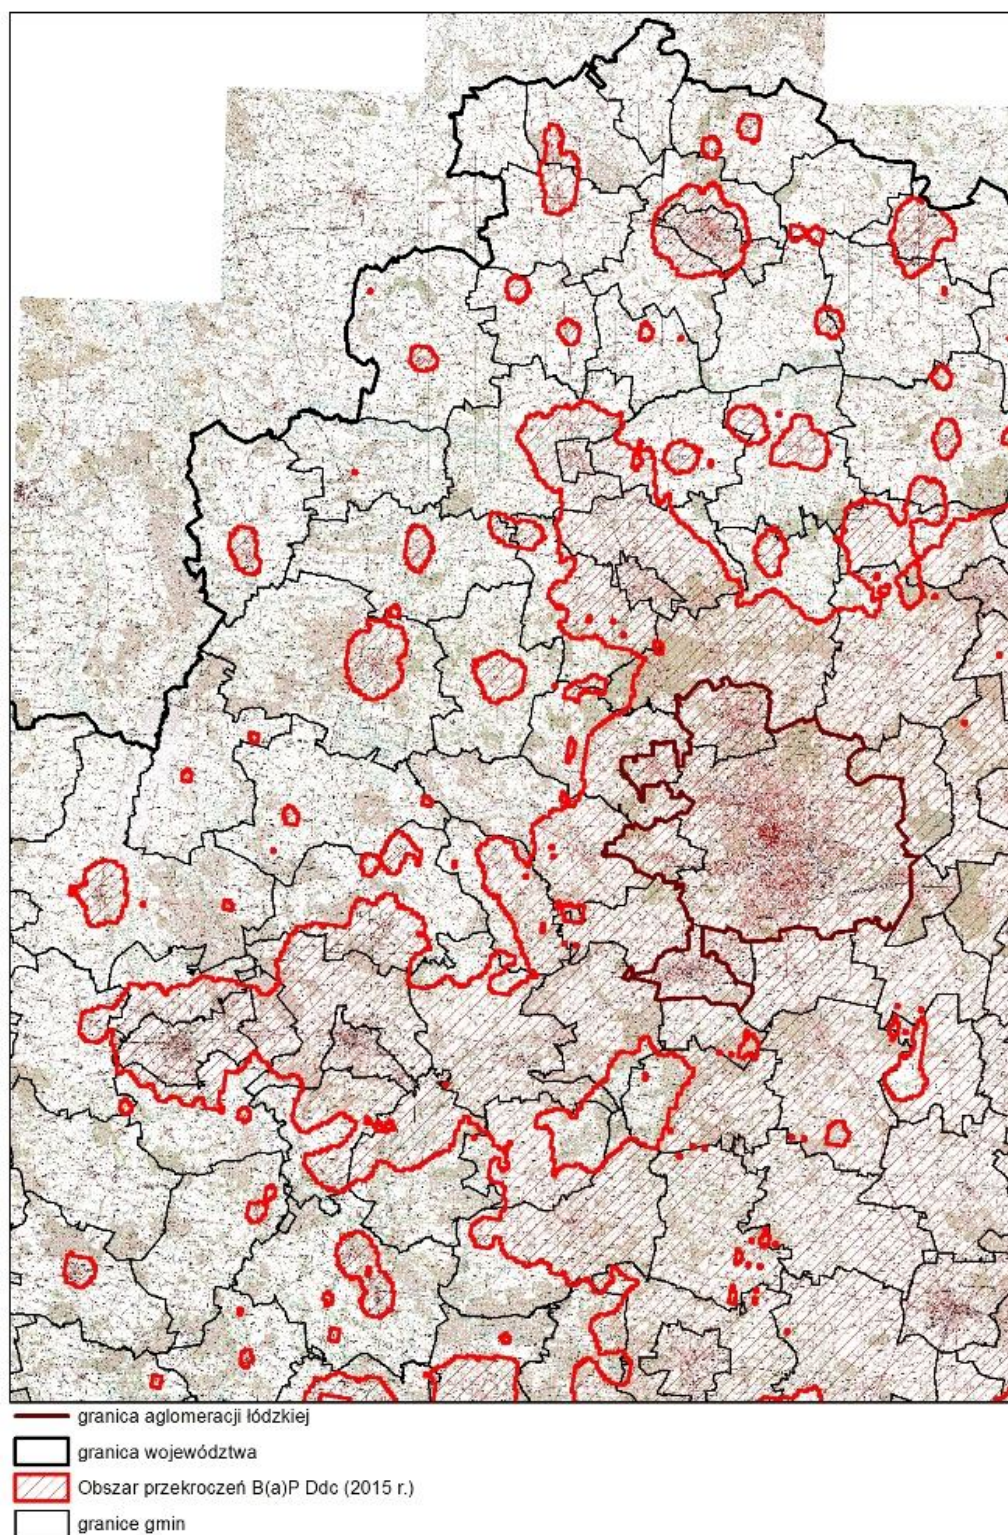 granica aglomeracji łódzkiej
granica województwa
Obszar przekroczeń B(a)P Ddc (2015 r.)
granice gmin